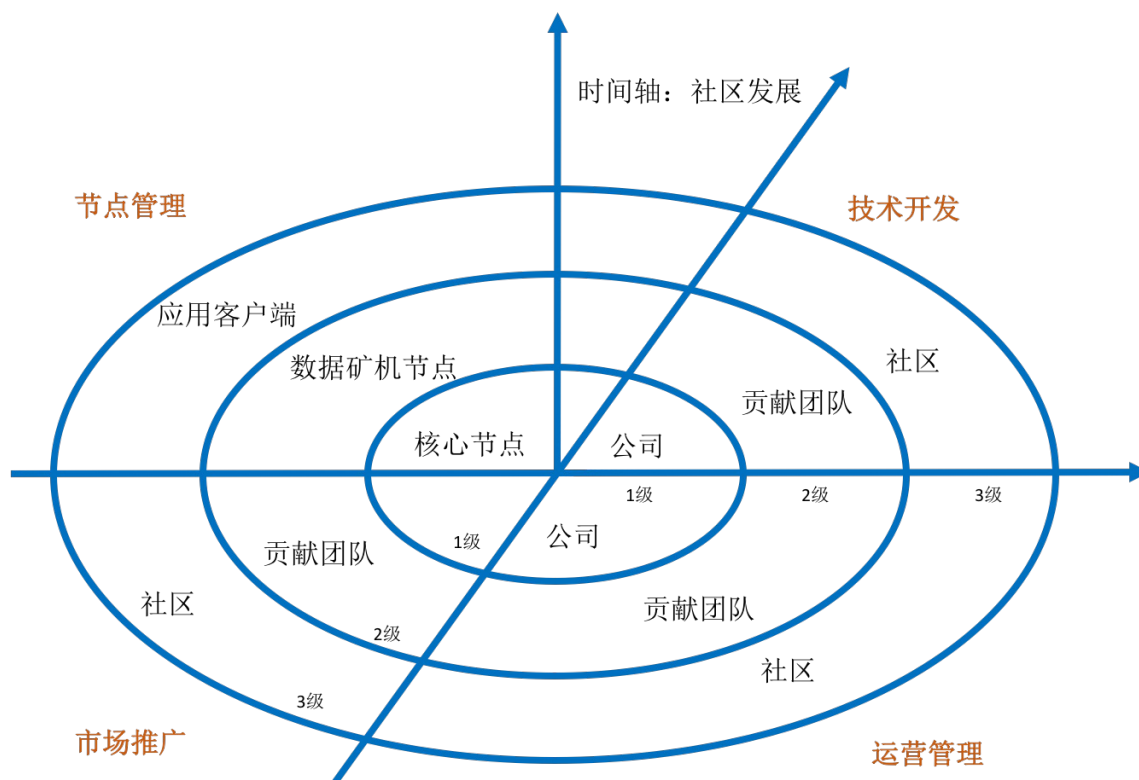 时间轴：社区发展
节点管理
技术开发
应用客户端
数据矿机节点
社区
贡献团队
核心节点
公司
1级
2级
3级
公司
1级
贡献团队
贡献团队
社区
2级
社区
3级
市场推广
运营管理